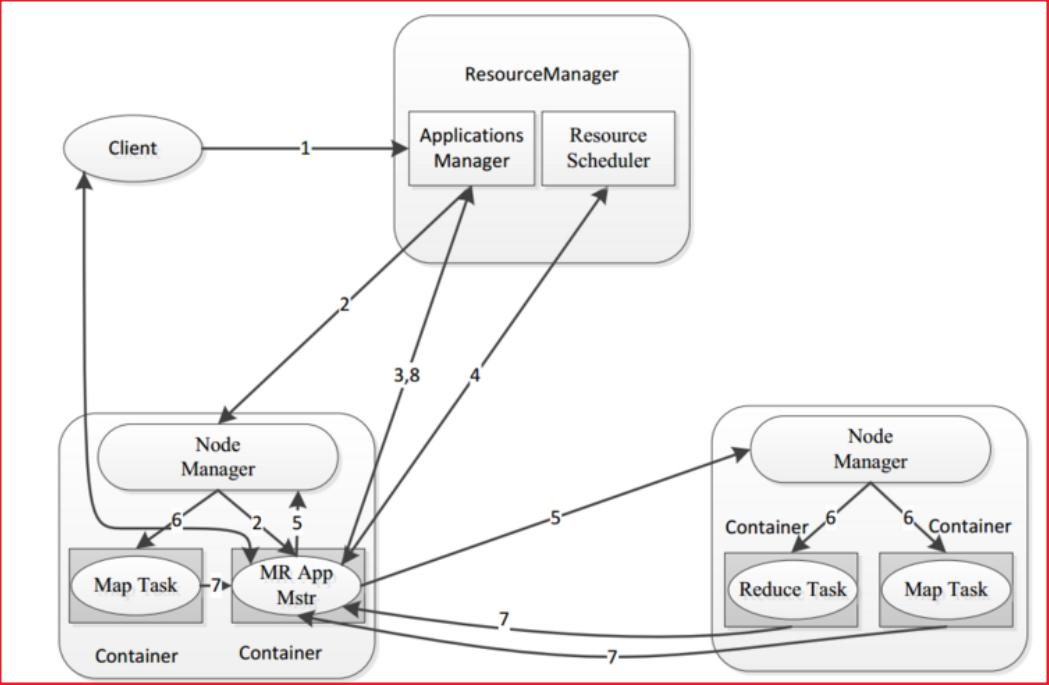 ResourceManager
Client
1
Applications
Manager
Resource
Scheduler
2
3,8
4
Node
Manager
6
2
5
Map Task
7
MR App
Mstr
Container
Container
5
Node
Manager
Container
6
6
Container
Reduce Task
Map Task
7
7